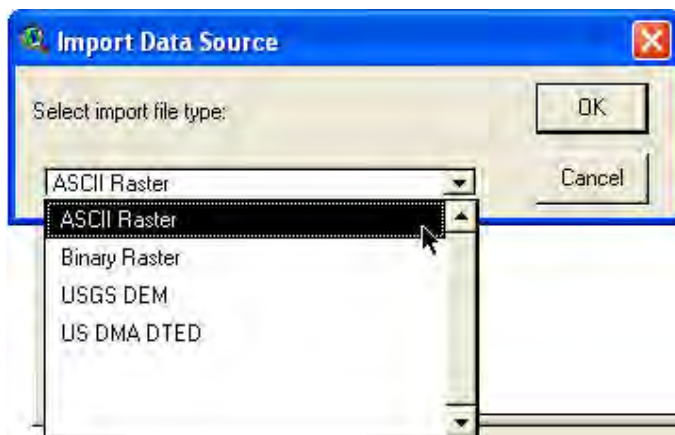 Import Data Source
Select import file type:
OK
ASCII Raster
Cancel
ASCII Raster
Binary Raster
USGS DEM
US DMA DTED